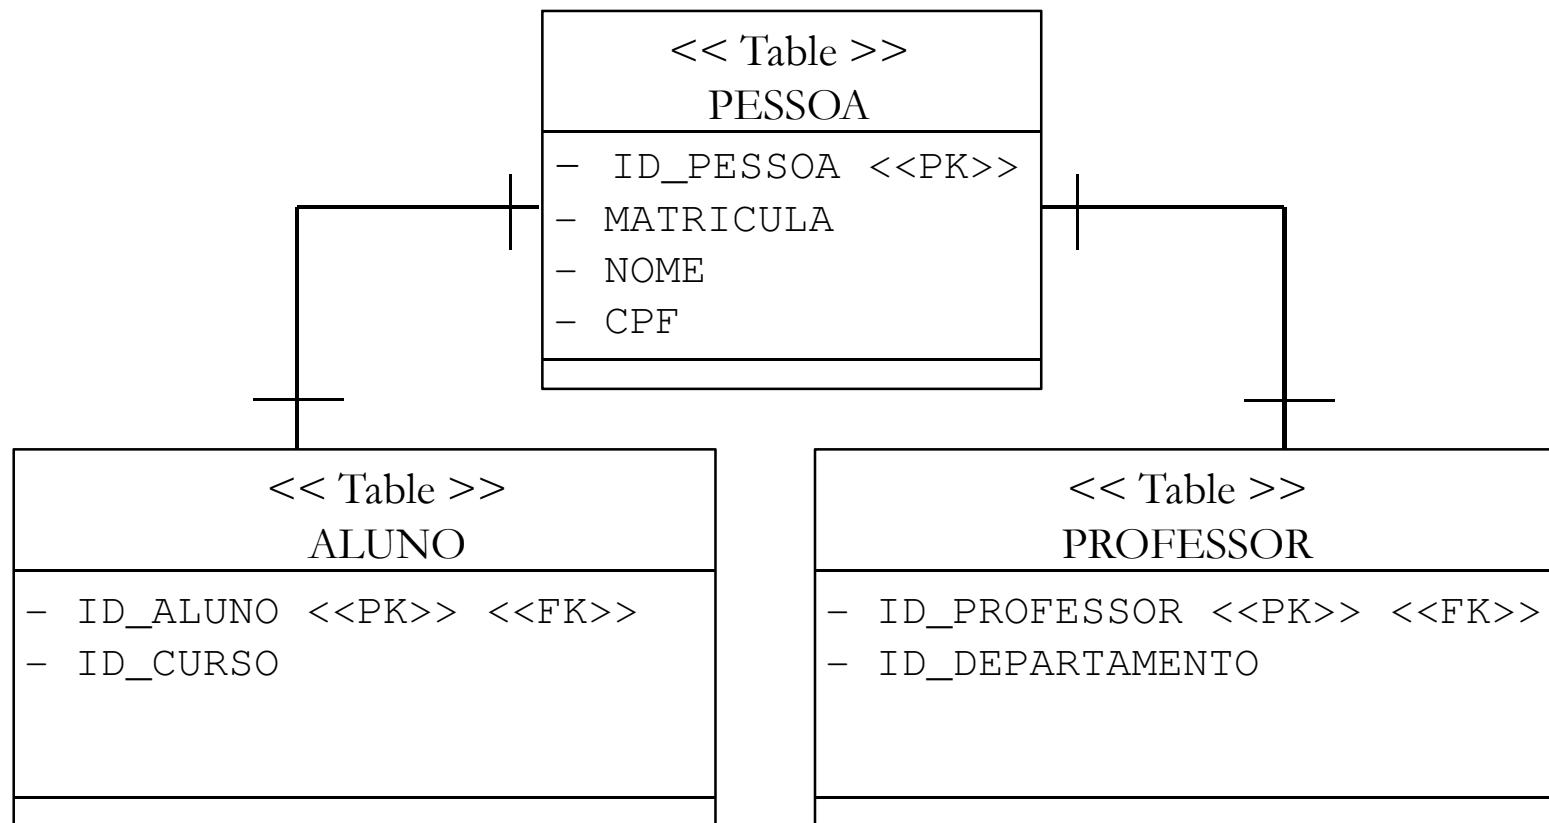 << Table >>
PESSOA
– ID_PESSOA <<PK>>
– MATRICULA
– NOME
– CPF
<< Table >>
ALUNO
– ID_ALUNO <<PK>> <<FK>>
– ID_CURSO
<< Table >>
PROFESSOR
– ID_PROFESSOR <<PK>> <<FK>>
– ID_DEPARTAMENTO